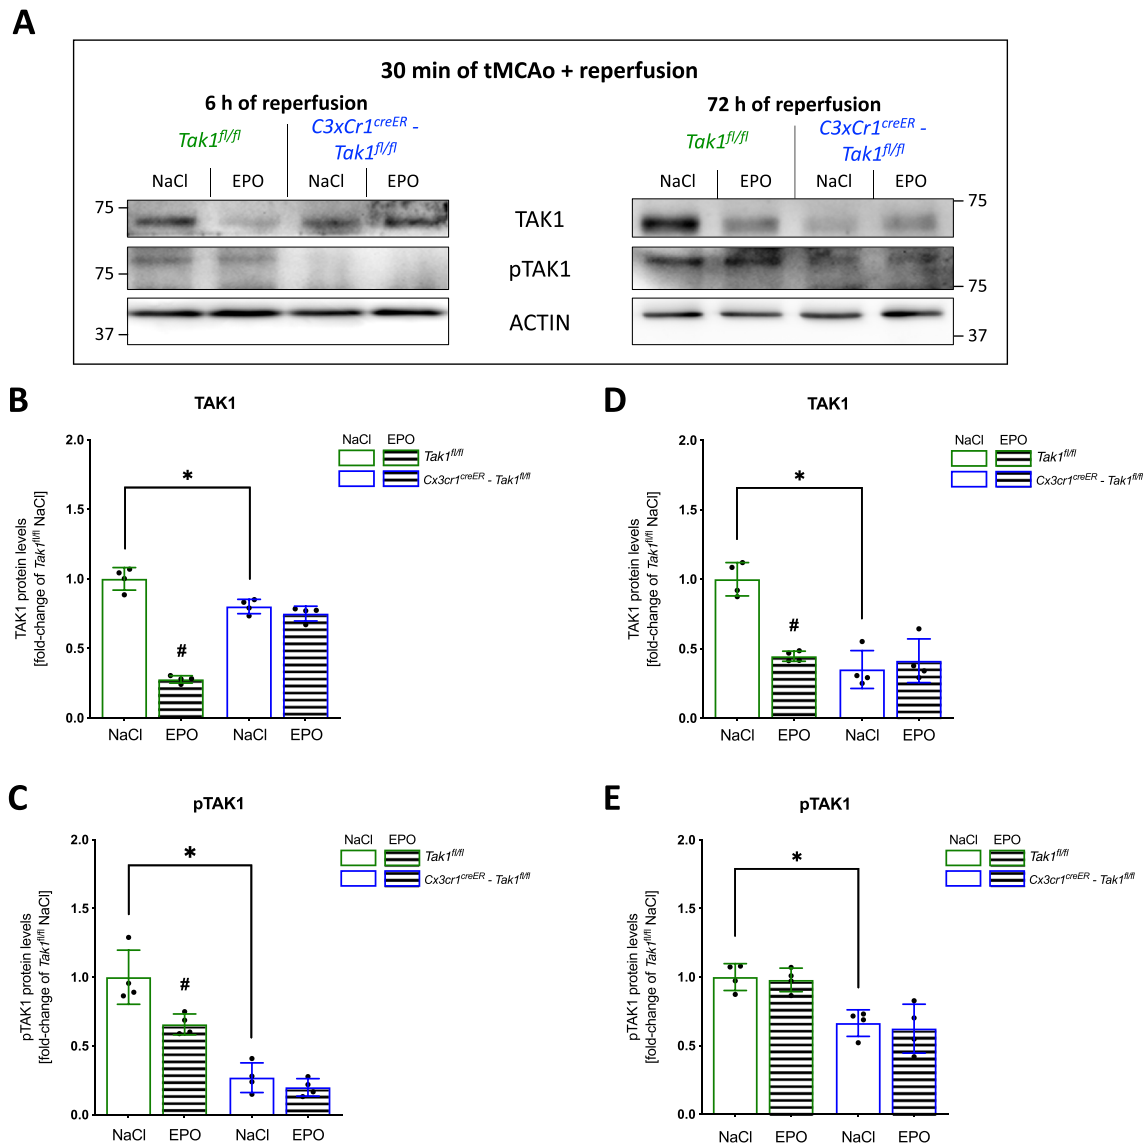 A
30 min of tMCAo + reperfusion
6 h of reperfusion
72 h of reperfusion
Tak1fl/fl
C3xCr1creER -
Tak1fl/fl
Tak1fl/fl
C3xCr1creER -
Tak1fl/fl
NaCl EPO NaCl EPO
NaCl EPO NaCl EPO
75
TAK1
75
75
pTAK1
75
37
ACTIN
37
B
TAK1
TAK1 protein levels
[fold-change of Tak1fl/fl NaCl]
2.0
1.5
1.0
0.5
0.0
*
#
NaCl EPO NaCl EPO
NaCl EPO
Tak1fl/fl
Cx3cr1creER - Tak1fl/fl
D
TAK1
TAK1 protein levels
[fold-change of Tak1fl/fl NaCl]
2.0
1.5
1.0
0.5
0.0
*
#
NaCl EPO NaCl EPO
NaCl EPO
Tak1fl/fl
Cx3cr1creER - Tak1fl/fl
C
pTAK1
pTAK1 protein levels
[fold-change of Tak1fl/fl NaCl]
2.0
1.5
1.0
0.5
0.0
*
#
NaCl EPO NaCl EPO
NaCl EPO
Tak1fl/fl
Cx3cr1creER - Tak1fl/fl
E
pTAK1
pTAK1 protein levels
[fold-change of Tak1fl/fl NaCl]
2.0
1.5
1.0
0.5
0.0
*
NaCl EPO NaCl EPO
NaCl EPO
Tak1fl/fl
Cx3cr1creER - Tak1fl/fl